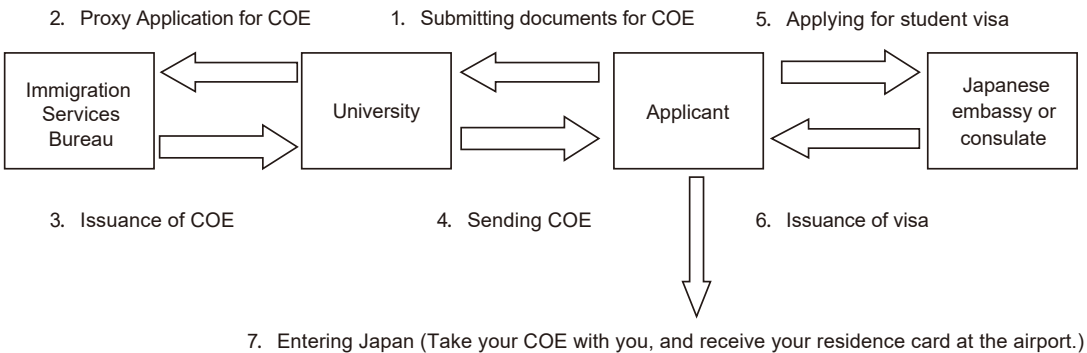 2. Proxy Application for COE
1. Submitting documents for COE
5. Applying for student visa
Immigration
Services
Bureau
University
Applicant
Japanese
embassy or
consulate
3. Issuance of COE
4. Sending COE
6. Issuance of visa
7. Entering Japan (Take your COE with you, and receive your residence card at the airport.)